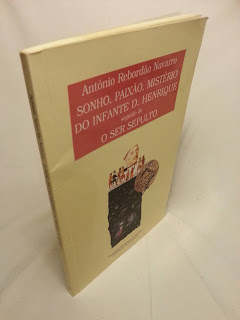 António Rebordão Navarro
SONHO, PAIXÃO, MISTÉRIO
DO INFANTE D. HENRIQUE
seguido de
O SER SEPULTO